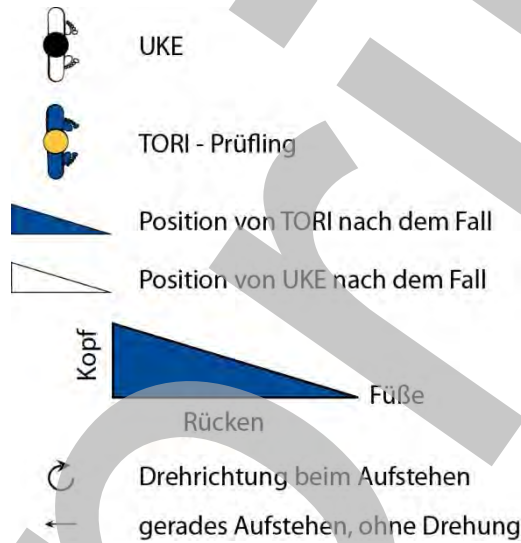 UKE
TORI - Prüfling
Position von TORI nach dem Fall
Position von UKE nach dem Fall
Kopf
Füße
Rücken
Drehrichtung beim Aufstehen
gerades Aufstehen, ohne Drehung